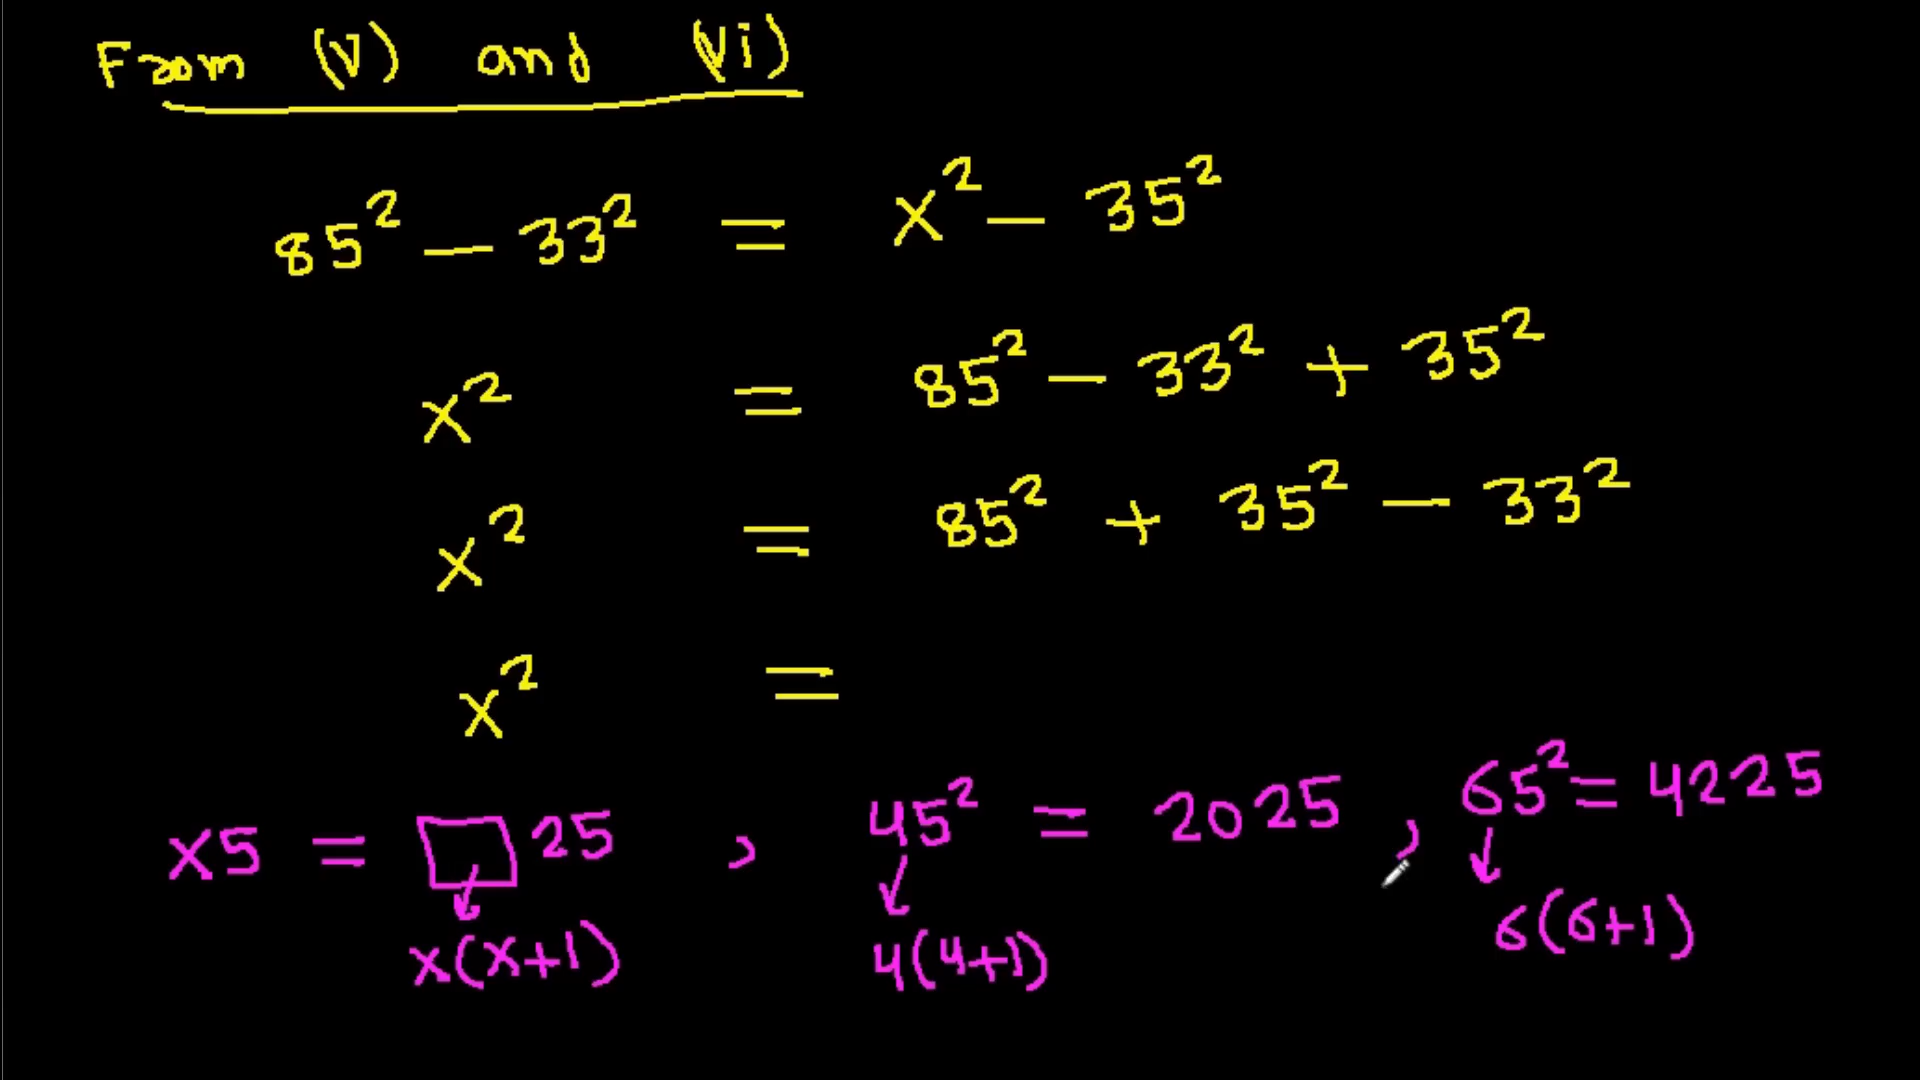 From (V) and (Vi)
85² — 33² = x² — 35²
x² = 85² — 33² + 35²
x² = 85² + 35² — 33²
x² =
x5 = □25 , 45² = 2025 , 65² = 4225
x(x+1) 4(4+1) 6(6+1)